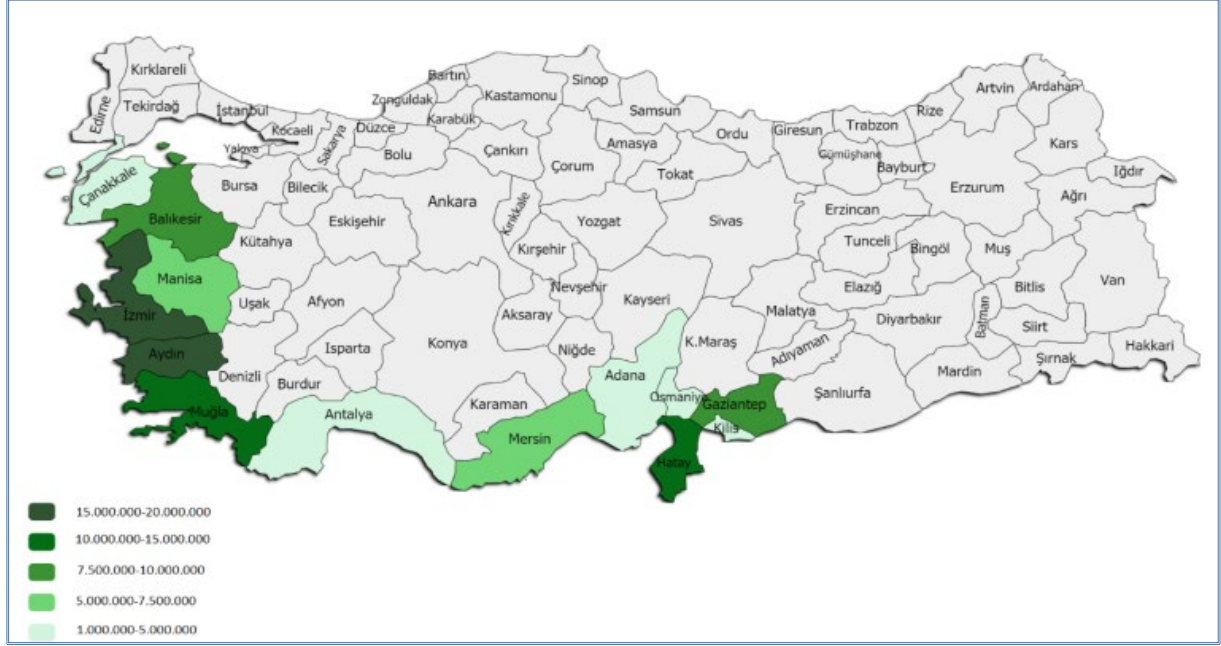 Kırklareli
Edirne
Tekirdağ
İstanbul
Kocaeli
Yalova
Sakarya
Düzce
Zonguldak
Bartın
Karabük
Kastamonu
Sinop
Samsun
Ordu
Giresun
Trabzon
Rize
Artvin
Ardahan
Kars
Iğdır
Ağrı
Erzurum
Bayburt
Gümüşhane
Çanakkale
Balıkesir
Bursa
Bilecik
Bolu
Çankırı
Çorum
Amasya
Tokat
Ankara
Kırıkkale
Yozgat
Sivas
Erzincan
Tunceli
Bingöl
Muş
Van
Eskişehir
Kütahya
Kırşehir
Manisa
Uşak
Afyon
Nevşehir
Kayseri
Malatya
Elazığ
Bitlis
Diyarbakır
Batman
Siirt
Hakkari
Şırnak
Mardin
İzmir
Aydın
Denizli
Isparta
Konya
Aksaray
Niğde
K.Maraş
Adıyaman
Şanlıurfa
Burdur
Muğla
Antalya
Karaman
Mersin
Adana
Osmaniye
Gaziantep
Kilis
Hatay
15.000.000-20.000.000
10.000.000-15.000.000
7.500.000-10.000.000
5.000.000-7.500.000
1.000.000-5.000.000